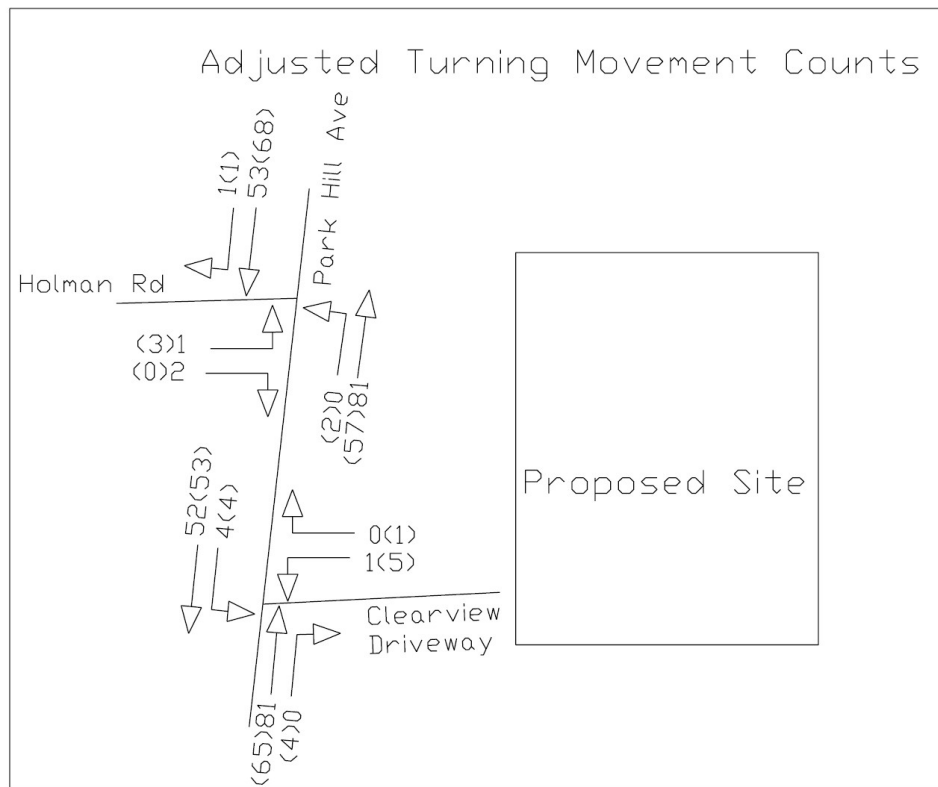 Adjusted Turning Movement Counts
Park Hill Ave
1(1)
53(68)
Holman Rd
(3)1
(0)2
(2)0
(57)81
52(53)
4(4)
Proposed Site
0(1)
1(5)
Clearview
Driveway
(65)81
(4)0